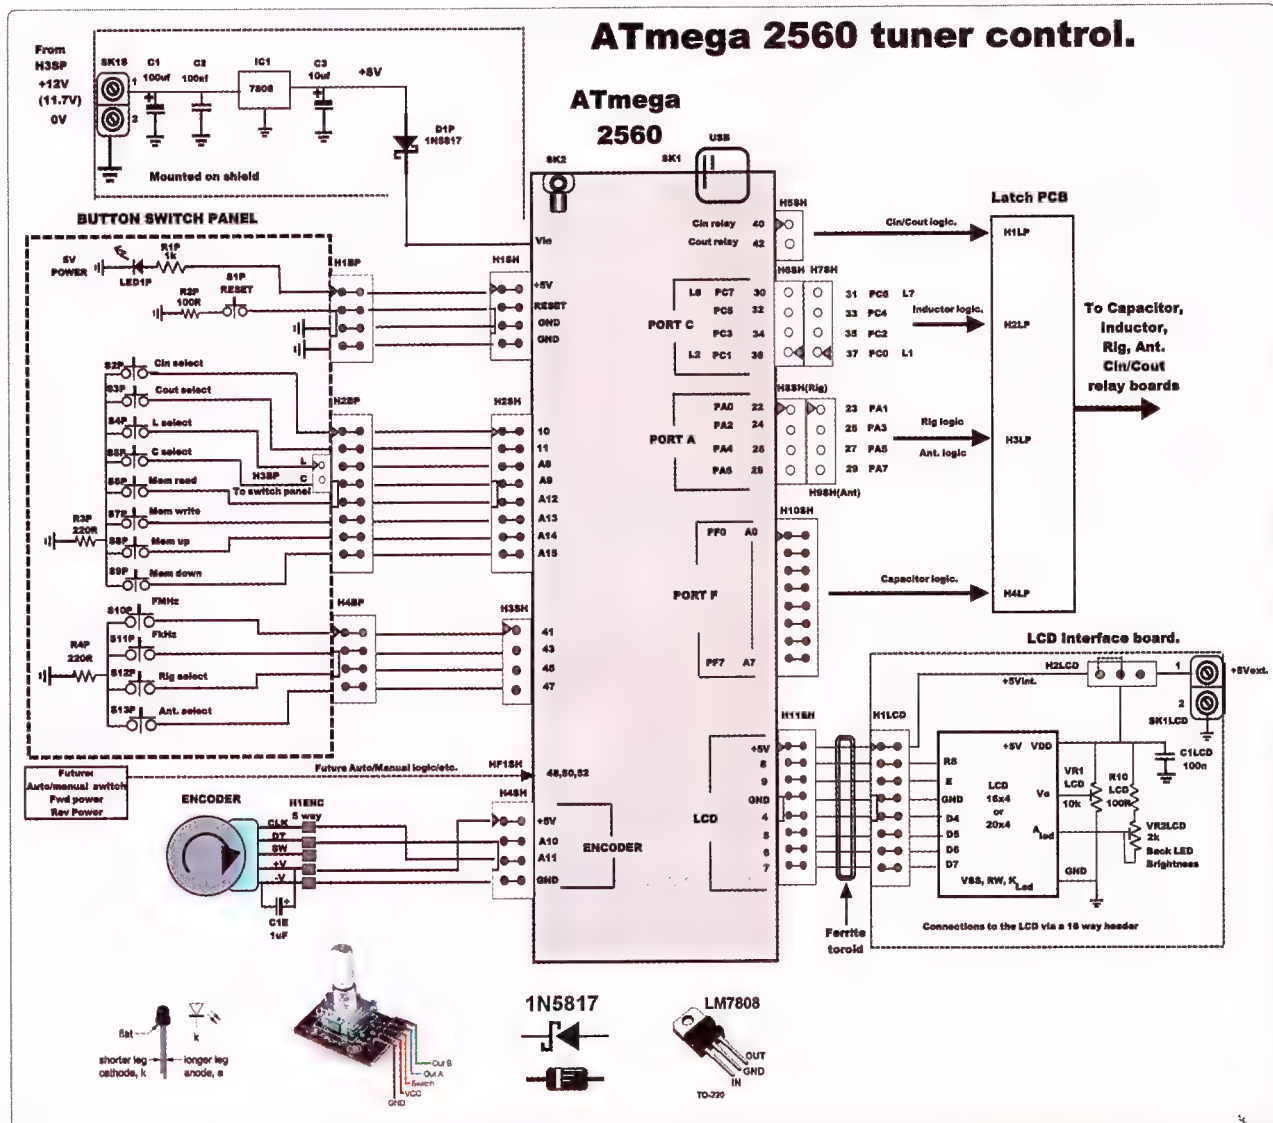 ATmega 2560 tuner control.
From
H3SP
+12V
(11.7V)
0V
SK1S
1
2
C1
100uf
C2
100nf
IC1
7808
C3
10uf
+8V
D1P
1N5817
Mounted on shield
ATmega
2560
SK2
SK1
USB
Vin
BUTTON SWITCH PANEL
5V
POWER
LED1P
R1P
1k
R2P
100R
S1P
RESET
H1BP
H1SH
+5V
RESET
GND
GND
S2P
Cin select
S3P
Cout select
S4P
L select
S5P
C select
S6P
Mem read
S7P
Mem write
S8P
Mem up
S9P
Mem down
R3P
220R
H3BP
L
C
To switch panel
H2BP
H2SH
10
11
A8
A9
A12
A13
A14
A15
S10P
FMHz
S11P
FkHz
S12P
Rig select
S13P
Ant. select
R4P
220R
H4BP
H3SH
41
43
45
47
Future:
Auto/manual switch
Fwd power
Rev Power
Future Auto/Manual logic/etc.
HF1SH
48,50,52
ENCODER
H1ENC
5 way
CLK
DT
SW
+V
-V
C1E
1uF
H4SH
+5V
A10
A11
GND
ENCODER
Cin relay 40
Cout relay 42
H5SH
H6SH H7SH
PORT C
L8 PC7 30
PC5 32
PC3 34
L2 PC1 36
31 PC6 L7
33 PC4
35 PC2
37 PC0 L1
H8SH(Rig)
PORT A
PA0 22
PA2 24
PA4 26
PA6 28
23 PA1
25 PA3
27 PA5
29 PA7
H9SH(Ant)
H10SH
PORT F
PF0 A0
PF7 A7
Cin/Cout logic.
Inductor logic.
Rig logic
Ant. logic
Capacitor logic.
Latch PCB
H1LP
H2LP
H3LP
H4LP
To Capacitor,
Inductor,
Rig, Ant.
Cin/Cout
relay boards
LCD
H11SH
+5V
8
9
GND
4
5
6
7
Ferrite
toroid
LCD Interface board.
H1LCD
H2LCD
+5Vint.
+5Vext.
1
2
SK1LCD
RS
E
GND
D4
D5
D6
D7
+5V VDD
LCD
16x4
or
20x4
Vo
A led
GND
VSS, RW, K Led
VR1
LCD
10k
R10
LCD
100R
C1LCD
100n
VR2LCD
2k
Back LED
Brightness
Connections to the LCD via a 16 way header
flat
k
shorter leg
cathode, k
longer leg
anode, a
Out B
Out A
Switch
VCC
GND
1N5817
LM7808
OUT
GND
IN
TO-220